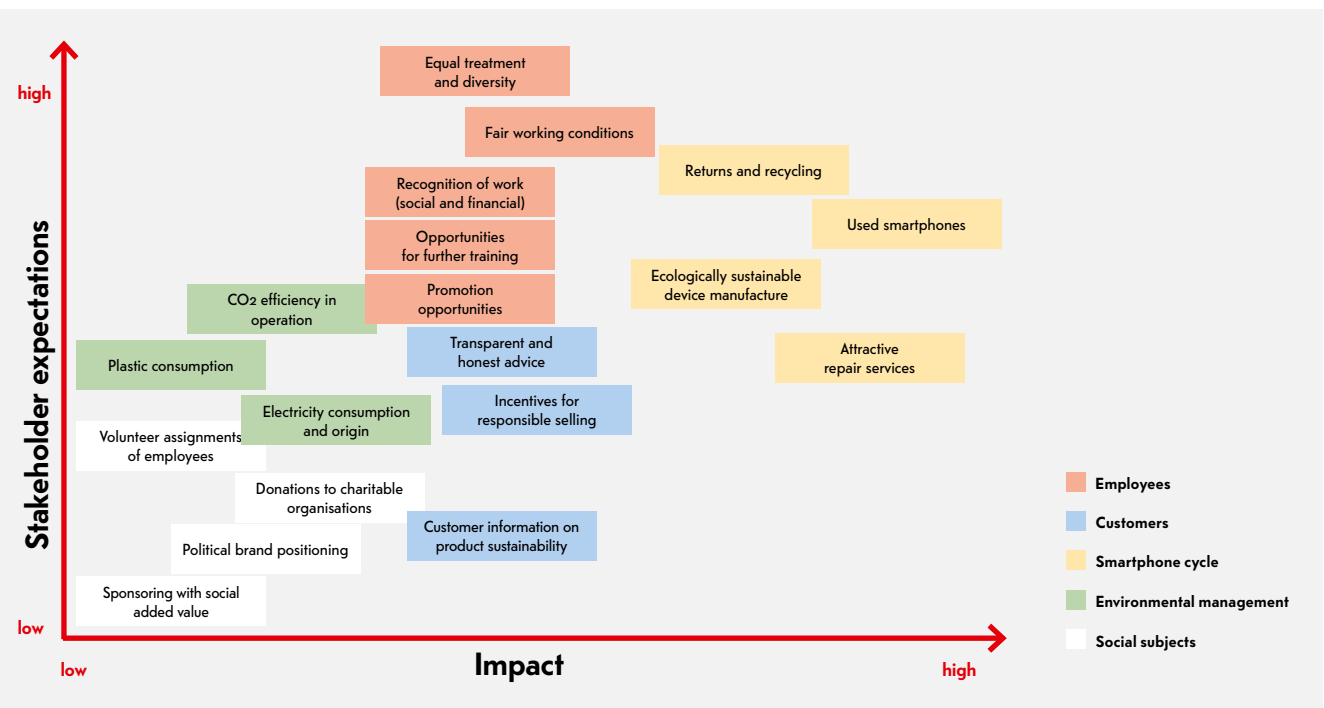 high
Equal treatment
and diversity
Fair working conditions
Returns and recycling
Recognition of work
(social and financial)
Used smartphones
Opportunities
for further training
Ecologically sustainable
device manufacture
CO2 efficiency in
operation
Promotion
opportunities
Transparent and
honest advice
Attractive
repair services
Plastic consumption
Incentives for
responsible selling
Electricity consumption
and origin
Volunteer assignments
of employees
Donations to charitable
organisations
Customer information on
product sustainability
Political brand positioning
Sponsoring with social
added value
Stakeholder expectations
low
low
Impact
high
Employees
Customers
Smartphone cycle
Environmental management
Social subjects